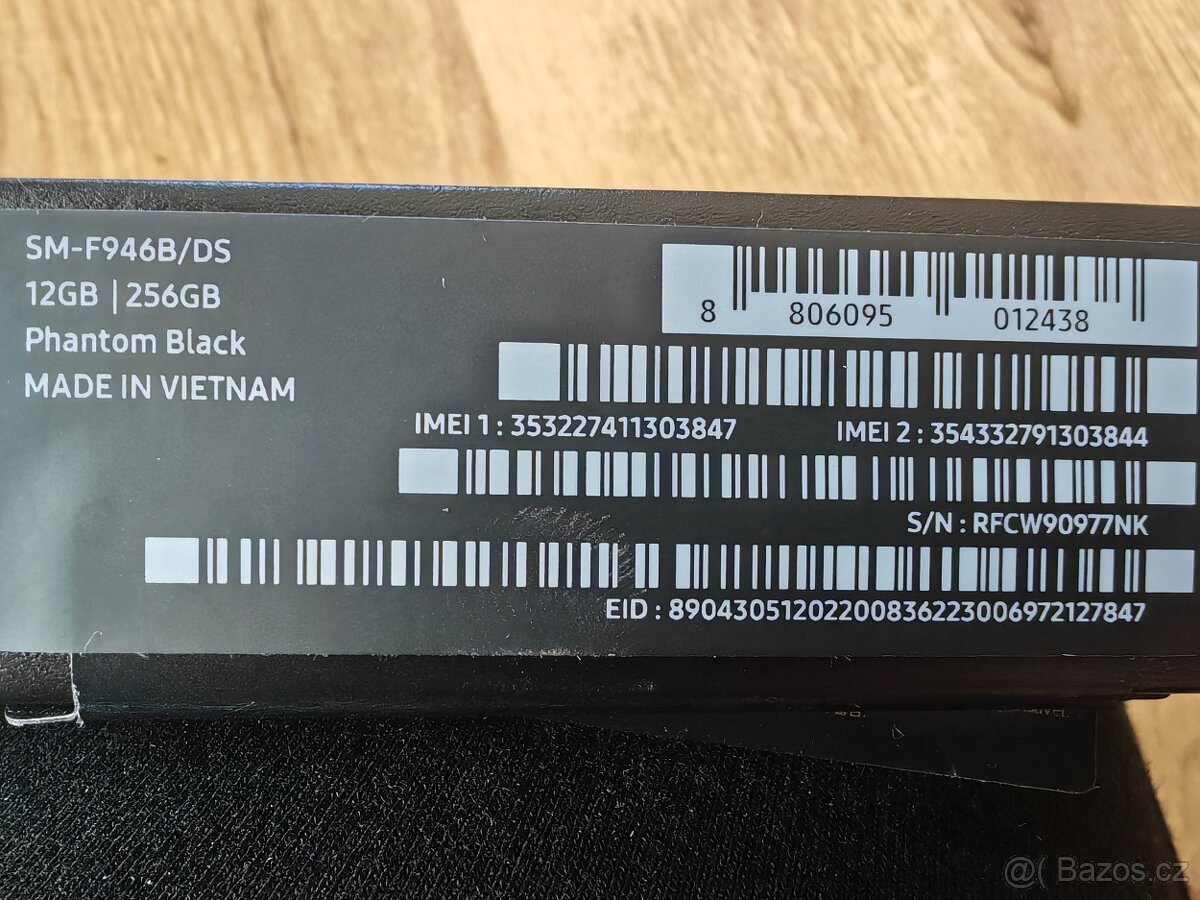 SM-F946B/DS
12GB | 256GB
Phantom Black
MADE IN VIETNAM
8 806095 012438
IMEI 1 : 353227411303847 IMEI 2 : 354332791303844
S/N : RFCW90977NK
EID : 89043051202200836223006972127847
@( Bazos.cz